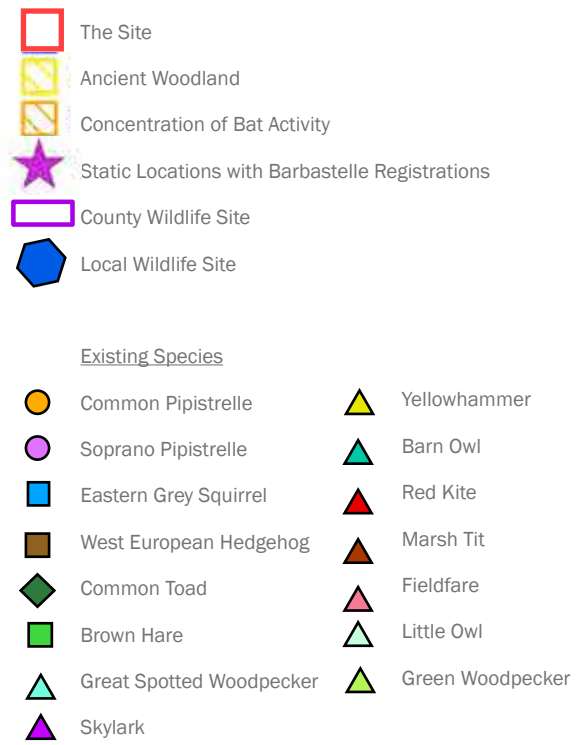 The Site
Ancient Woodland
Concentration of Bat Activity
Static Locations with Barbastelle Registrations
County Wildlife Site
Local Wildlife Site
Existing Species
Common Pipistrelle
Soprano Pipistrelle
Eastern Grey Squirrel
West European Hedgehog
Common Toad
Brown Hare
Great Spotted Woodpecker
Skylark
Yellowhammer
Barn Owl
Red Kite
Marsh Tit
Fieldfare
Little Owl
Green Woodpecker